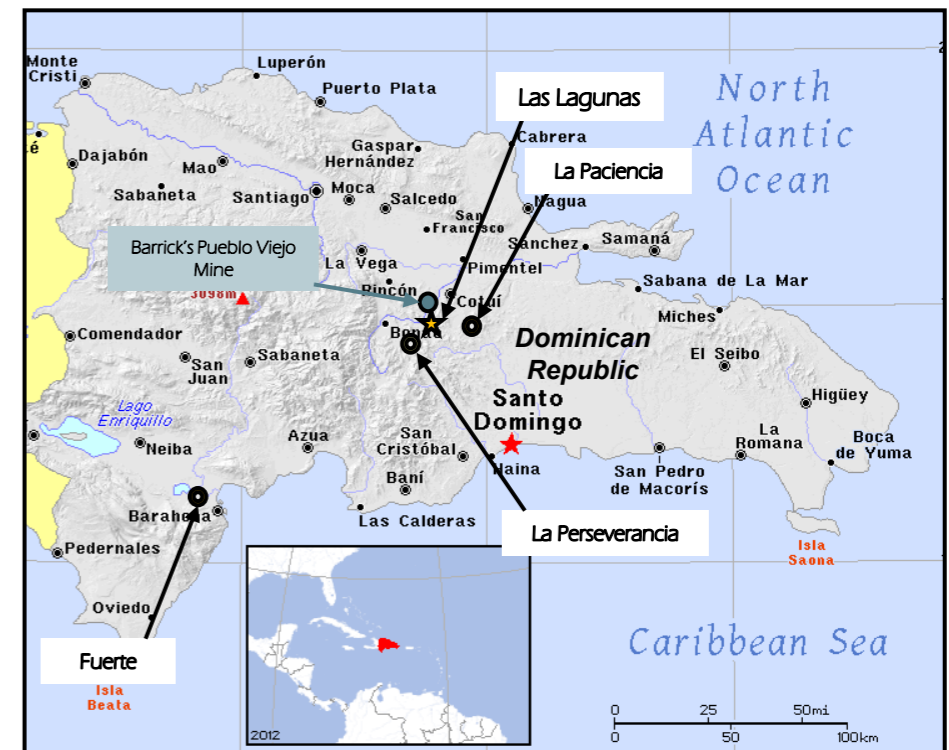 Monte
Cristi
Luperón
Puerto Plata
North
Atlantic
Ocean
Las Lagunas
Cabrera
Gaspar
Hernández
La Paciencia
Dajabón
Mao
Sabaneta
Santiago
Moca
Salcedo
San
Francisco
Nagua
Sánchez
Samaná
Barrick's Pueblo Viejo
Mine
La Vega
Pimentel
Rincón
Cotuí
3098m
Sabana de La Mar
Miches
Comendador
San
Juan
Sabaneta
Dominican
Republic
El Seibo
Higüey
Santo
Domingo
Lago
Enriquillo
Neiba
Azua
San
Cristóbal
Baní
Haina
San Pedro
de Macorís
La
Romana
Boca
de Yuma
Barahona
Las Calderas
La Perseverancia
Isla
Saona
Pedernales
Oviedo
Fuerte
Isla
Beata
Caribbean Sea
2012
0 25 50mi
0 50 100km